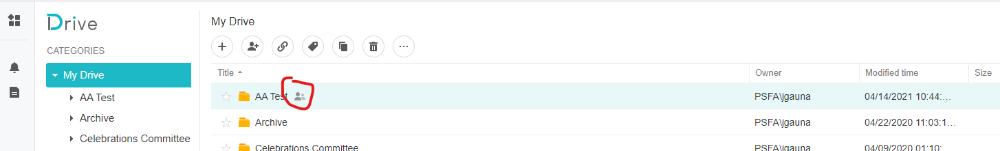 Drive
CATEGORIES
My Drive
AA Test
Archive
Celebrations Committee
My Drive
Title Owner Modified time Size
AA Test PSFA\jgauna 04/14/2021 10:44:...
Archive PSFA\jgauna 04/22/2020 11:03:1...
Celebrations Committee PSFA\jgauna 04/09/2020 01:10:...